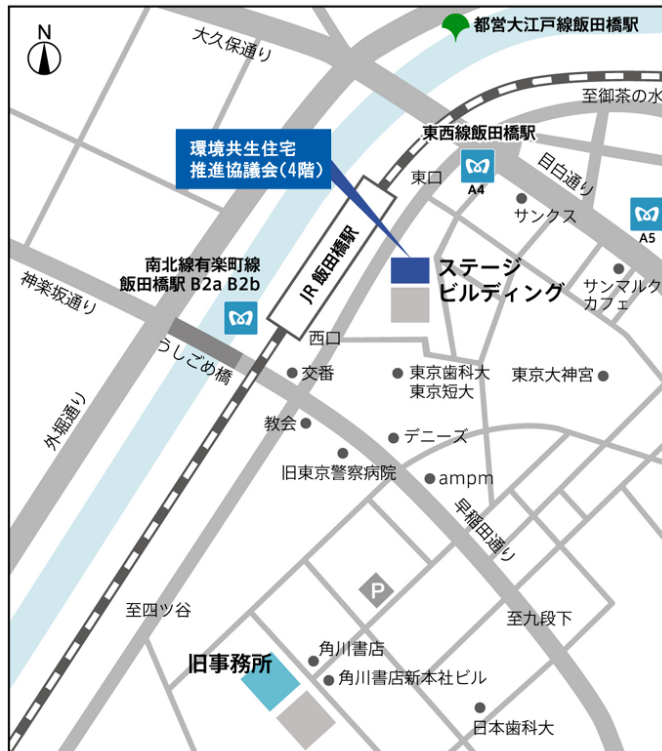 N
大久保通り
都営大江戸線飯田橋駅
至御茶の水
環境共生住宅
推進協議会(4階)
東西線飯田橋駅
A4
東口
目白通り
サンクス
A5
JR 飯田橋駅
ステージ
ビルディング
サンマルク
カフェ
南北線有楽町線
飯田橋駅 B2a B2b
神楽坂通り
うしごめ橋
西口
外堀通り
交番
東京歯科大
東京短大
東京大神宮
教会
デニーズ
旧東京警察病院
ampm
早稲田通り
P
至四ツ谷
至九段下
旧事務所
角川書店
角川書店新本社ビル
日本歯科大